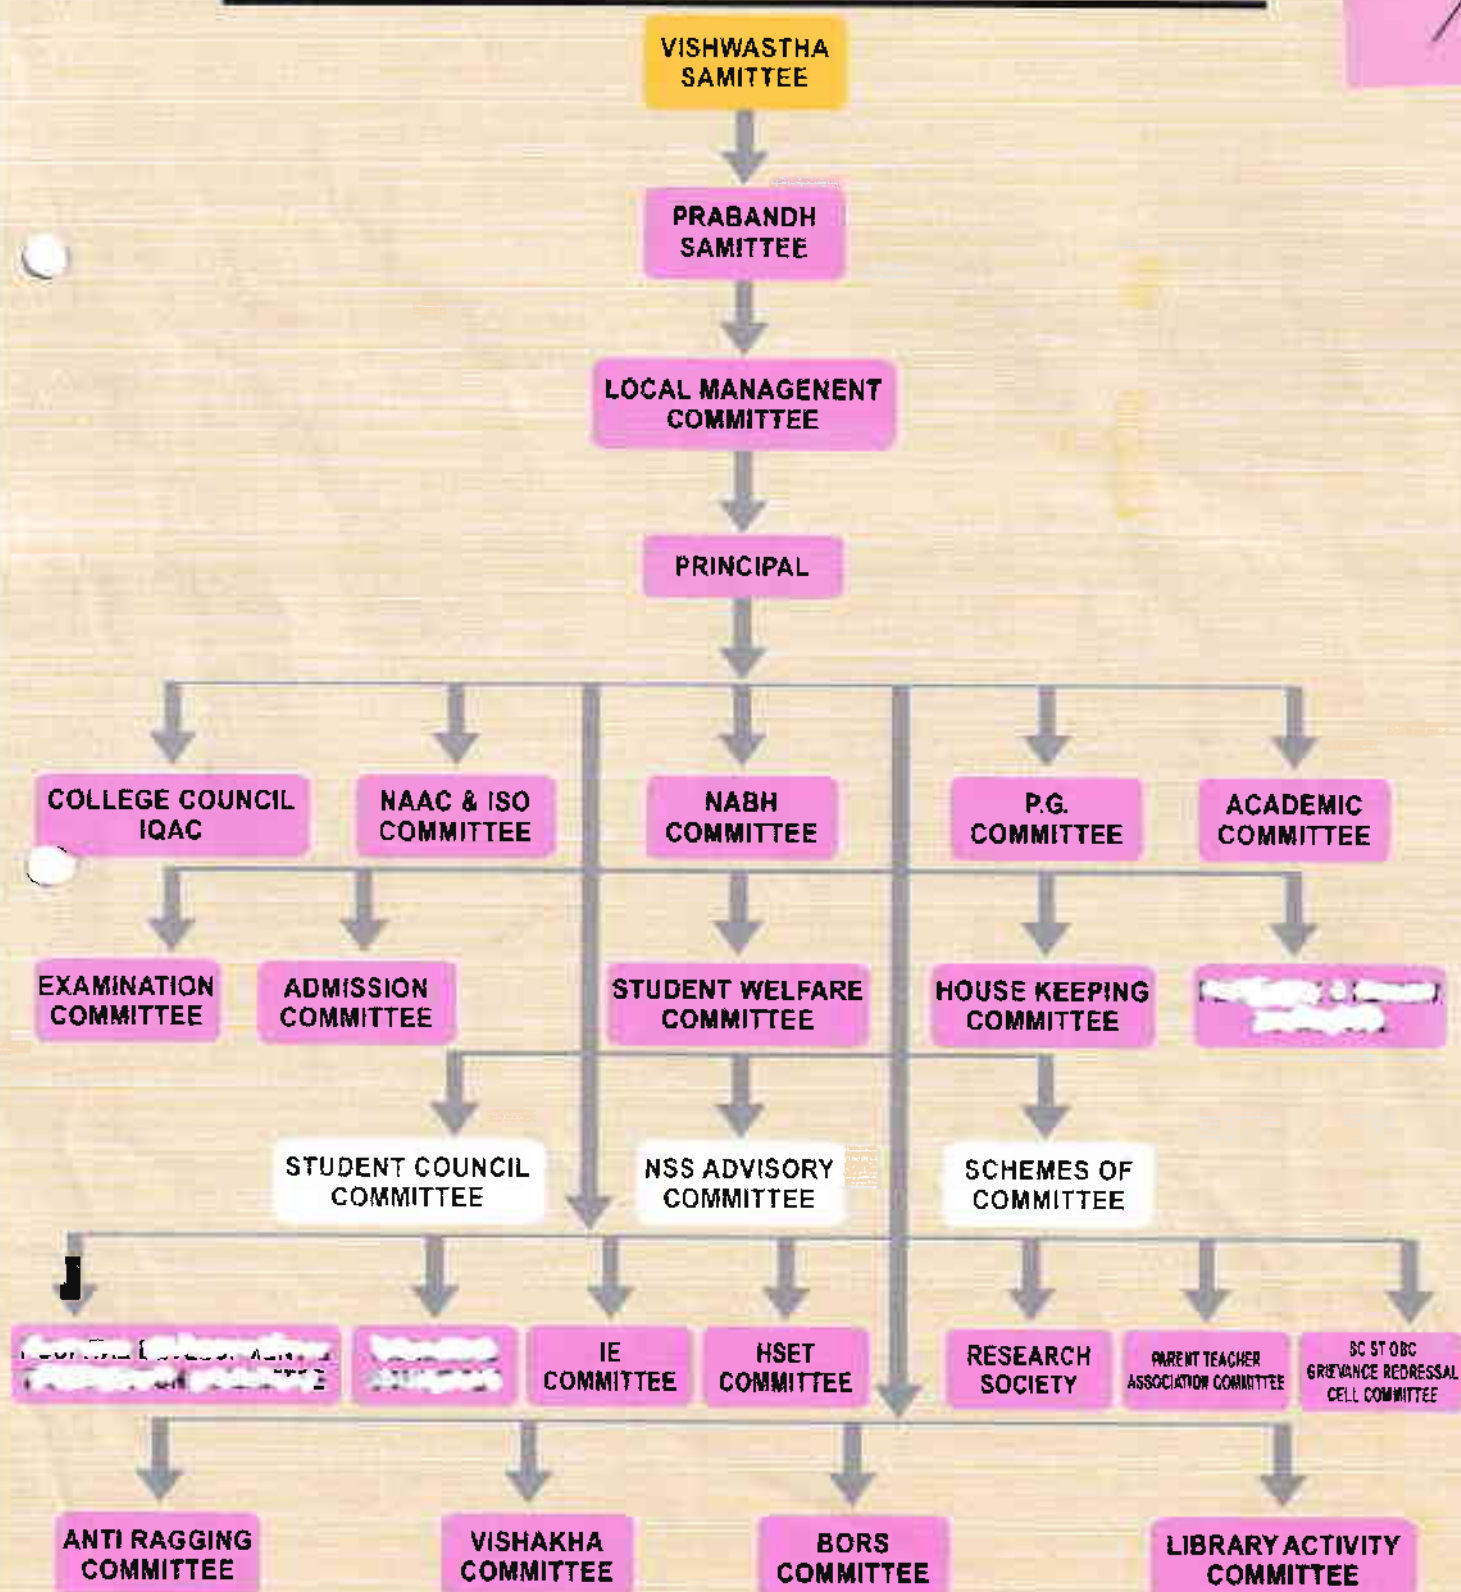 VISHWASTHA
SAMITTEE
PRABANDH
SAMITTEE
LOCAL MANAGENENT
COMMITTEE
PRINCIPAL
COLLEGE COUNCIL
IQAC
NAAC & ISO
COMMITTEE
NABH
COMMITTEE
P.G.
COMMITTEE
ACADEMIC
COMMITTEE
EXAMINATION
COMMITTEE
ADMISSION
COMMITTEE
STUDENT WELFARE
COMMITTEE
HOUSE KEEPING
COMMITTEE
STUDENT COUNCIL
COMMITTEE
NSS ADVISORY
COMMITTEE
SCHEMES OF
COMMITTEE
IE
COMMITTEE
HSET
COMMITTEE
RESEARCH
SOCIETY
PARENT TEACHER
ASSOCIATION COMMITTEE
SC ST OBC
GRIEVANCE REDRESSAL
CELL COMMITTEE
ANTI RAGGING
COMMITTEE
VISHAKHA
COMMITTEE
BORS
COMMITTEE
LIBRARY ACTIVITY
COMMITTEE